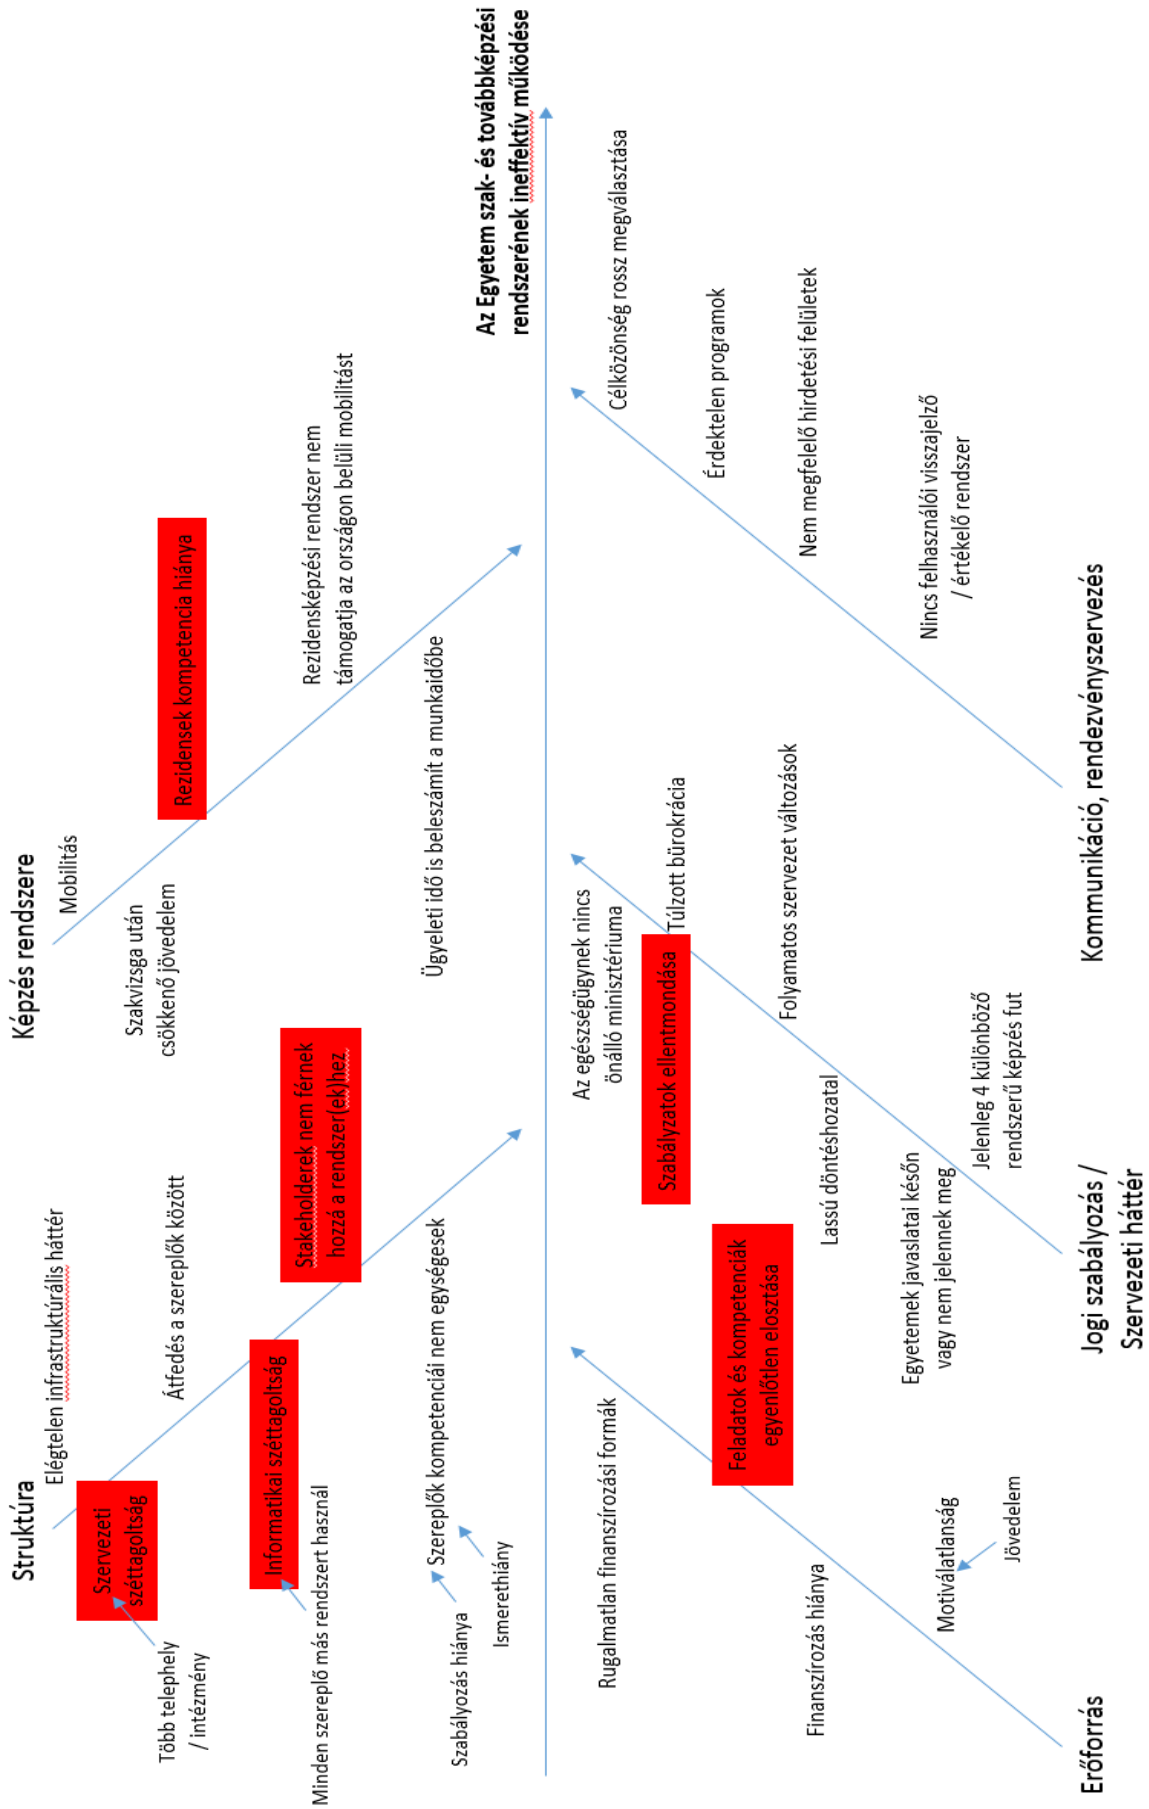 Struktúra
Elégtelen infrastrukturális háttér
Szervezeti
széttagoltság
Több telephely
/ intézmény
Átfedés a szereplők között
Informatikai széttagoltság
Minden szereplő más rendszert használ
Stakeholderek nem férnek
hozzá a rendszer(ek)hez
Szereplők kompetenciái nem egységesek
Szabályozás hiánya
Ismerethiány
Képzés rendszere
Mobilitás
Szakvizsga után
csökkenő jövedelem
Rezidensek kompetencia hiánya
Rezidensképzési rendszer nem
támogatja az országon belüli mobilitást
Ügyeleti idő is beleszámít a munkaidőbe
Az Egyetem szak- és továbbképzési
rendszerének ineffektív működése
Rugalmatlan finanszírozási formák
Feladatok és kompetenciák
egyenlőtlen elosztása
Finanszírozás hiánya
Motiválatlanság
Jövedelem
Erőforrás
Az egészségügynek nincs
önálló minisztériuma
Szabályzatok ellentmondása
Túlzott bürokrácia
Folyamatos szervezet változások
Lassú döntéshozatal
Egyetemek javaslatai későn
vagy nem jelennek meg
Jelenleg 4 különböző
rendszerű képzés fut
Jogi szabályozás /
Szervezeti háttér
Célközönség rossz megválasztása
Érdektelen programok
Nem megfelelő hirdetési felületek
Nincs felhasználói visszajelző
/ értékelő rendszer
Kommunikáció, rendezvényszervezés